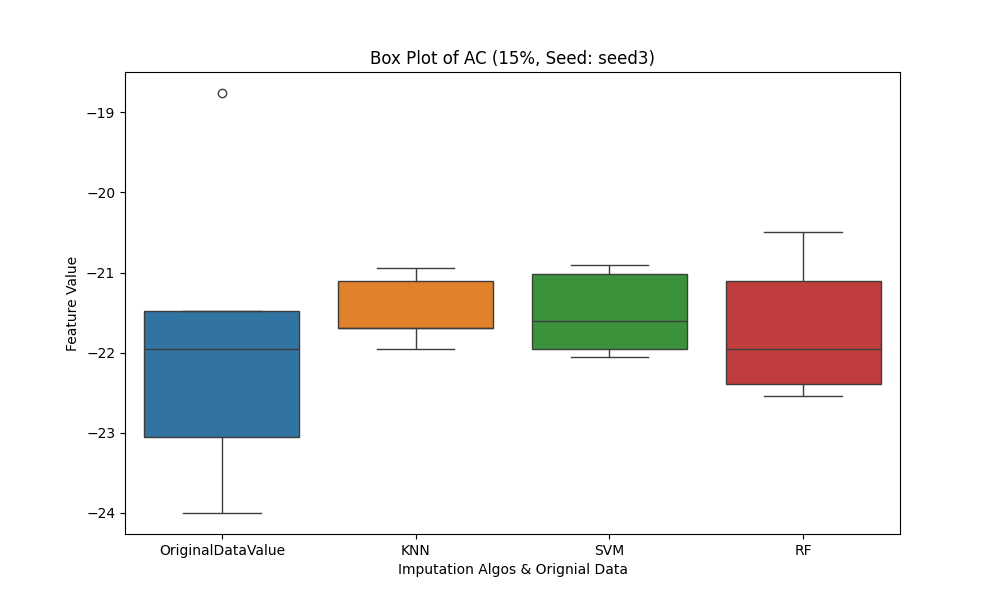 Box Plot of AC (15%, Seed: seed3)
Feature Value
−19
−20
−21
−22
−23
−24
OriginalDataValue KNN SVM RF
Imputation Algos & Orignial Data